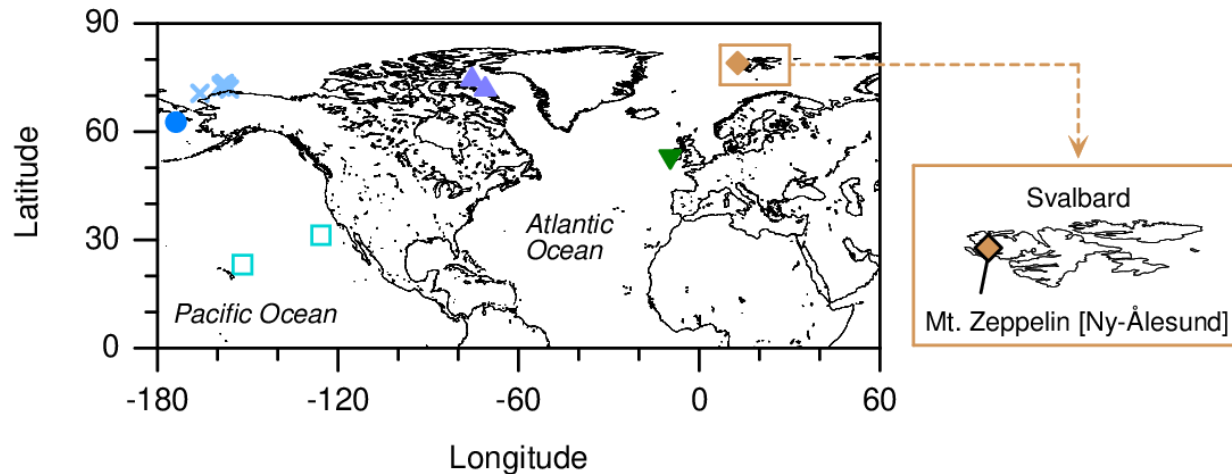 90
60
30
0
Latitude
Atlantic
Ocean
Pacific Ocean
-180
-120
-60
0
60
Longitude
Svalbard
Mt. Zeppelin [Ny-Ålesund]